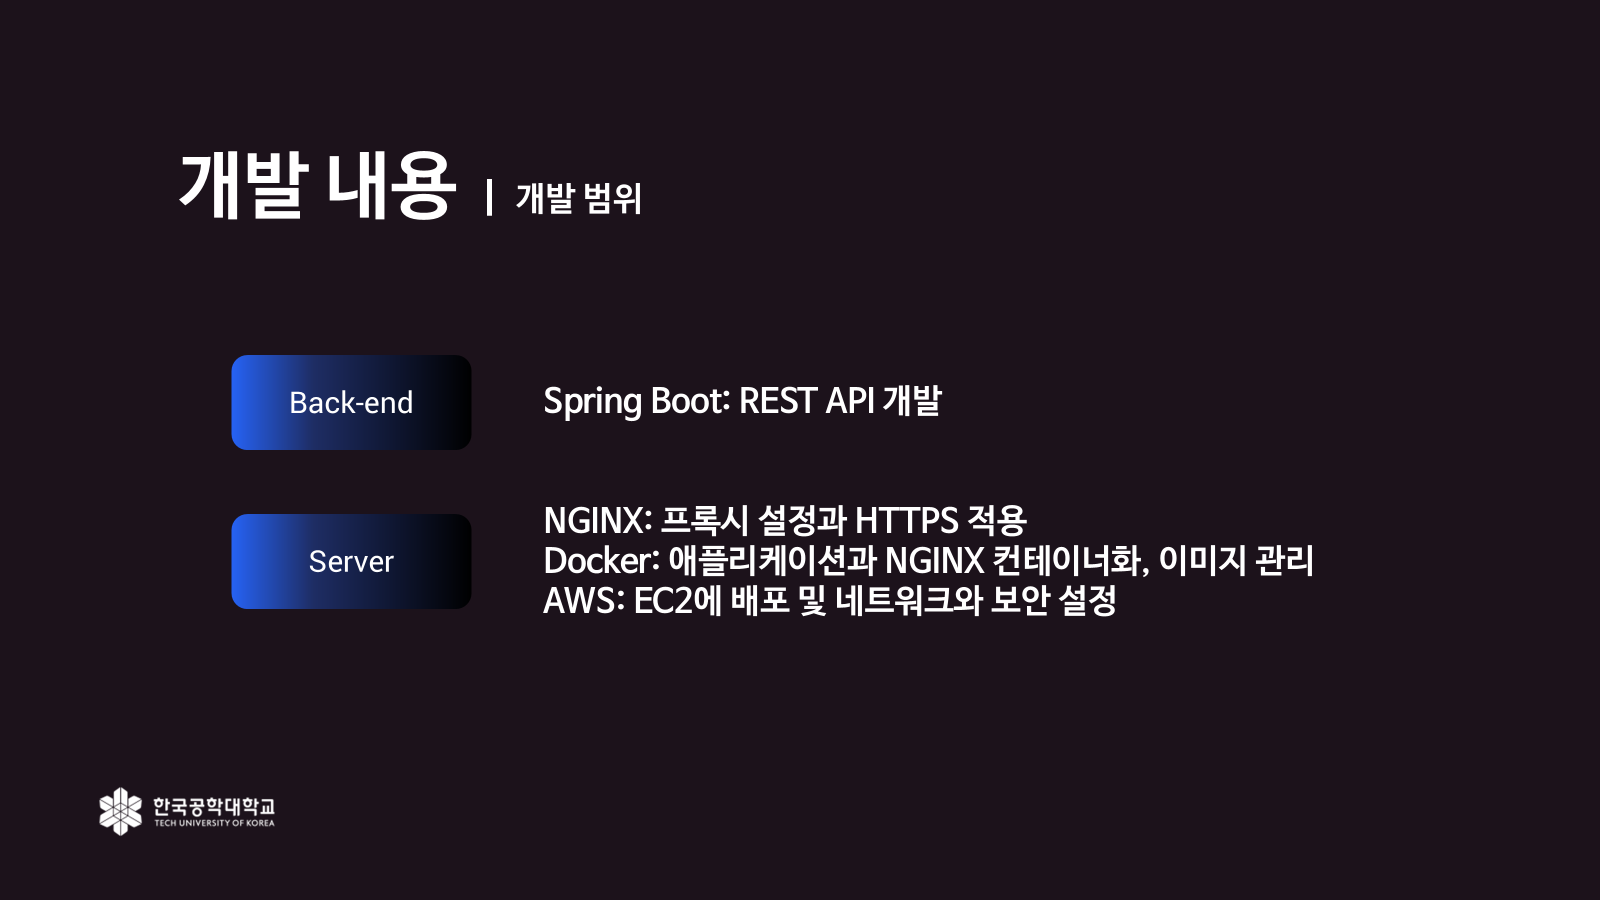 개발 내용 | 개발 범위
Back-end
Spring Boot: REST API 개발
Server
NGINX: 프록시 설정과 HTTPS 적용
Docker: 애플리케이션과 NGINX 컨테이너화, 이미지 관리
AWS: EC2에 배포 및 네트워크와 보안 설정
한국공학대학교
TECH UNIVERSITY OF KOREA